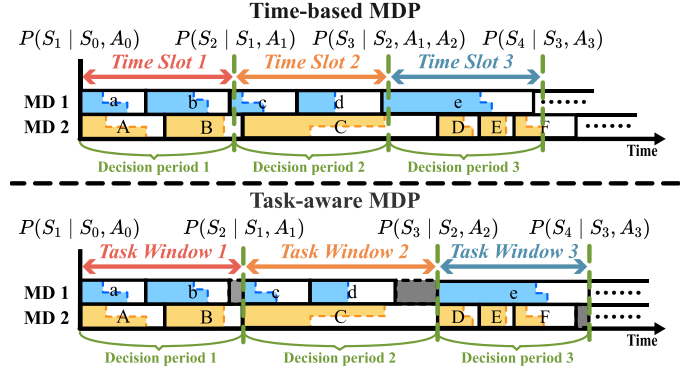 Time-based MDP
P(S1 | S0, A0) P(S2 | S1, A1) P(S3 | S2, A1, A2) P(S4 | S3, A3)
Time Slot 1 Time Slot 2 Time Slot 3
MD 1 a b c d e ......
MD 2 A B C D E F ......
Time
Decision period 1 Decision period 2 Decision period 3
Task-aware MDP
P(S1 | S0, A0) P(S2 | S1, A1) P(S3 | S2, A2) P(S4 | S3, A3)
Task Window 1 Task Window 2 Task Window 3
MD 1 a b c d e ......
MD 2 A B C D E F ......
Time
Decision period 1 Decision period 2 Decision period 3